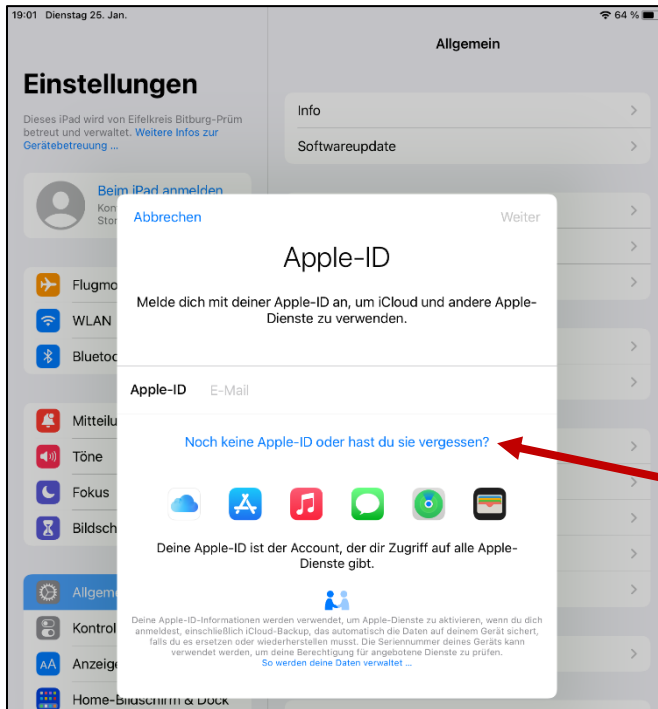 19:01 Dienstag 25. Jan.
64 %
Allgemein
Einstellungen
Dieses iPad wird von Eifelkreis Bitburg-Prüm
betreut und verwaltet. Weitere Infos zur
Gerätebetreuung ...
Info
Softwareupdate
Beim iPad anmelden
Kon
Stor
Abbrechen
Weiter
Apple-ID
Melde dich mit deiner Apple-ID an, um iCloud und andere Apple-
Dienste zu verwenden.
Flugmo
WLAN
Bluetoo
Apple-ID E-Mail
Noch keine Apple-ID oder hast du sie vergessen?
Mitteilu
Töne
Fokus
Bildsch
Deine Apple-ID ist der Account, der dir Zugriff auf alle Apple-
Dienste gibt.
Deine Apple-ID-Informationen werden verwendet, um Apple-Dienste zu aktivieren, wenn du dich
anmeldest, einschließlich iCloud-Backup, das automatisch die Daten auf deinem Gerät sichert,
falls du es ersetzen oder wiederherstellen musst. Die Seriennummer deines Geräts kann
verwendet werden, um deine Berechtigung für angebotene Dienste zu prüfen.
So werden deine Daten verwaltet ...
Allgem
Kontrol
AA Anzeige
Home-Bildschirm & Dock